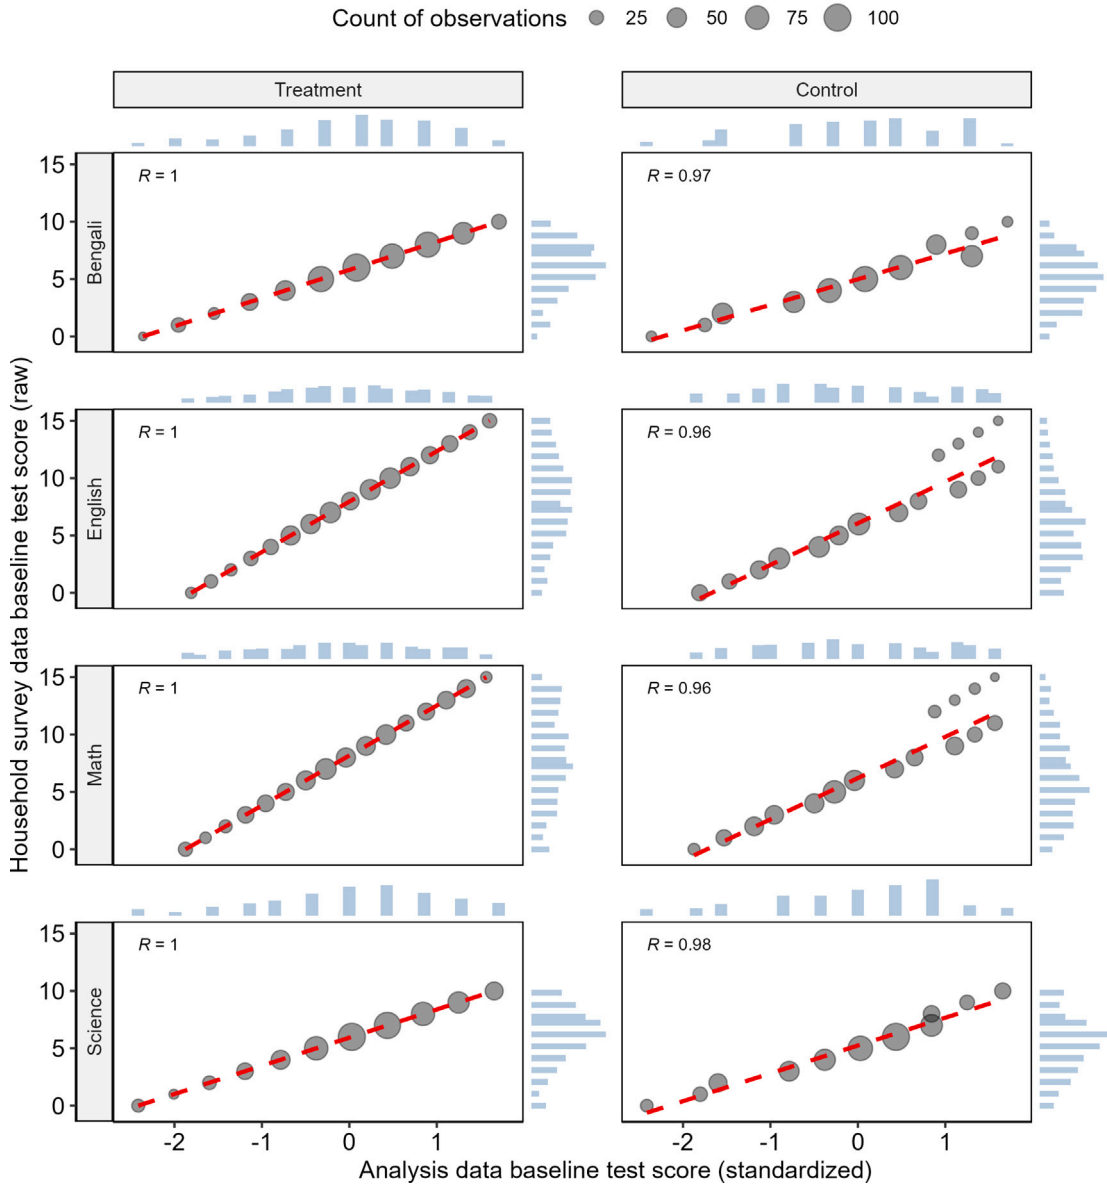 Count of observations 25 50 75 100
Treatment Control
Bengali
15
10
5
0
R = 1
R = 0.97
English
15
10
5
0
R = 1
R = 0.96
Math
15
10
5
0
R = 1
R = 0.96
Science
15
10
5
0
R = 1
R = 0.98
-2 -1 0 1 -2 -1 0 1
Household survey data baseline test score (raw)
Analysis data baseline test score (standardized)